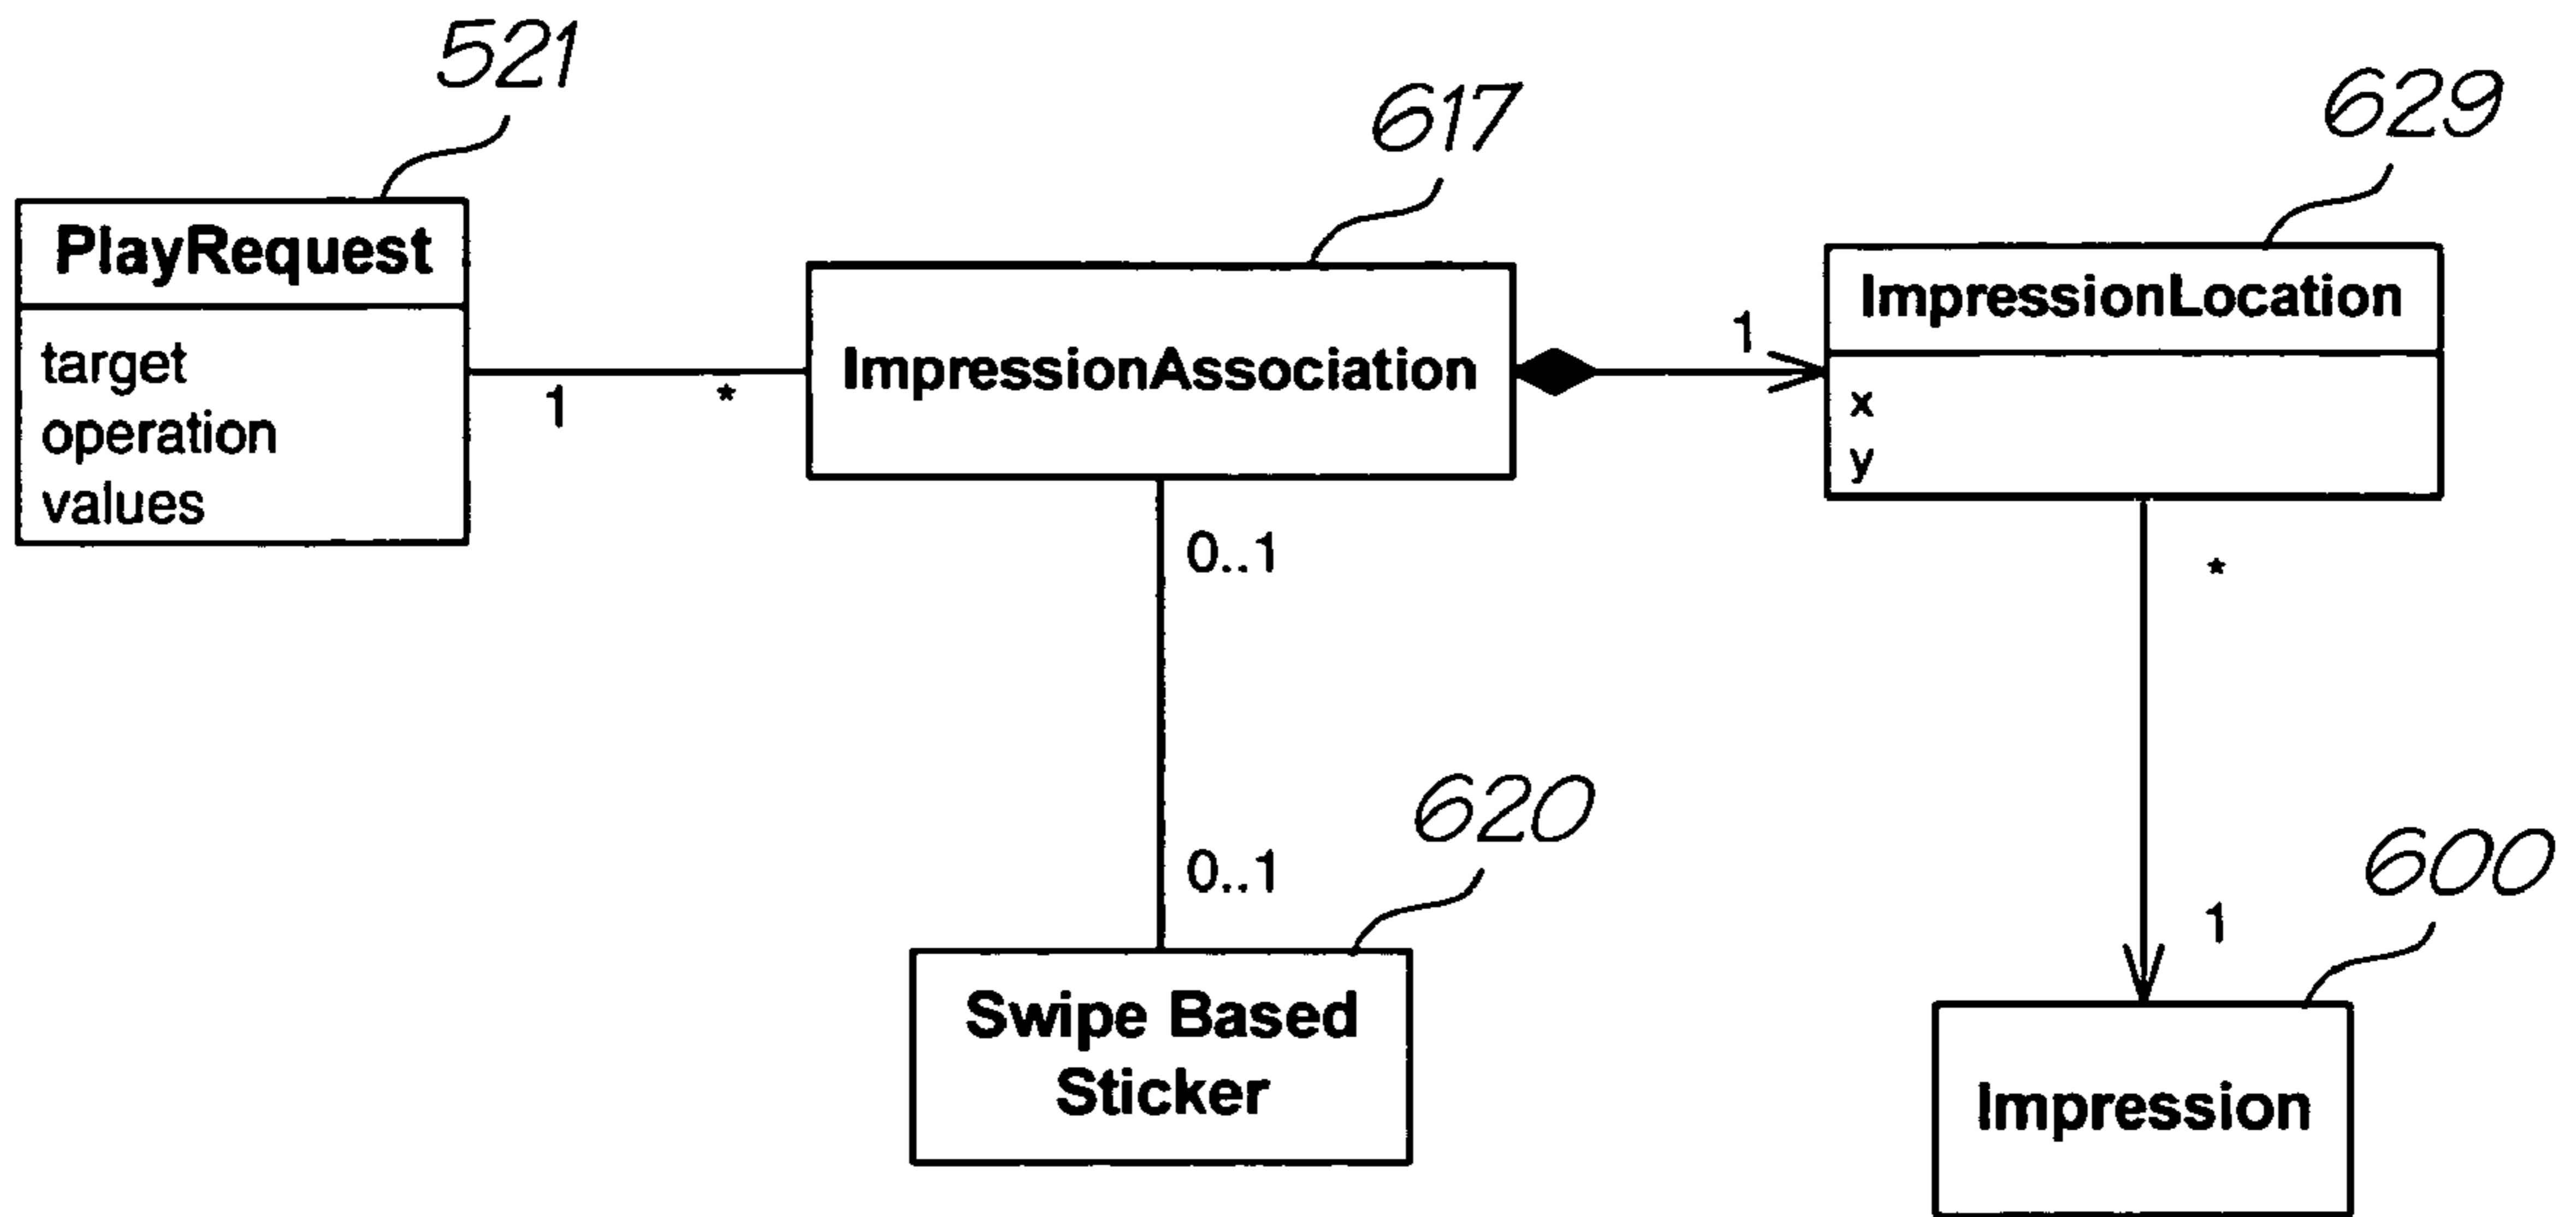 521
617
629
PlayRequest
target
operation
values
1
*
ImpressionAssociation
1
ImpressionLocation
x
y
0..1
0..1
*
1
620
600
Swipe Based
Sticker
Impression